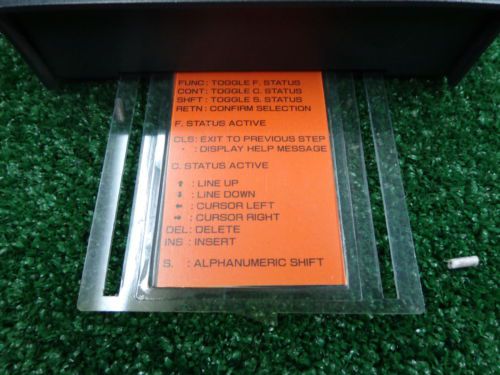 FUNC: TOGGLE F. STATUS
CONT: TOGGLE C. STATUS
SHFT: TOGGLE S. STATUS
RETN: CONFIRM SELECTION
F. STATUS ACTIVE
CLS: EXIT TO PREVIOUS STEP
· : DISPLAY HELP MESSAGE
C. STATUS ACTIVE
↑ : LINE UP
↓ : LINE DOWN
← : CURSOR LEFT
→ : CURSOR RIGHT
DEL: DELETE
INS : INSERT
S. : ALPHANUMERIC SHIFT